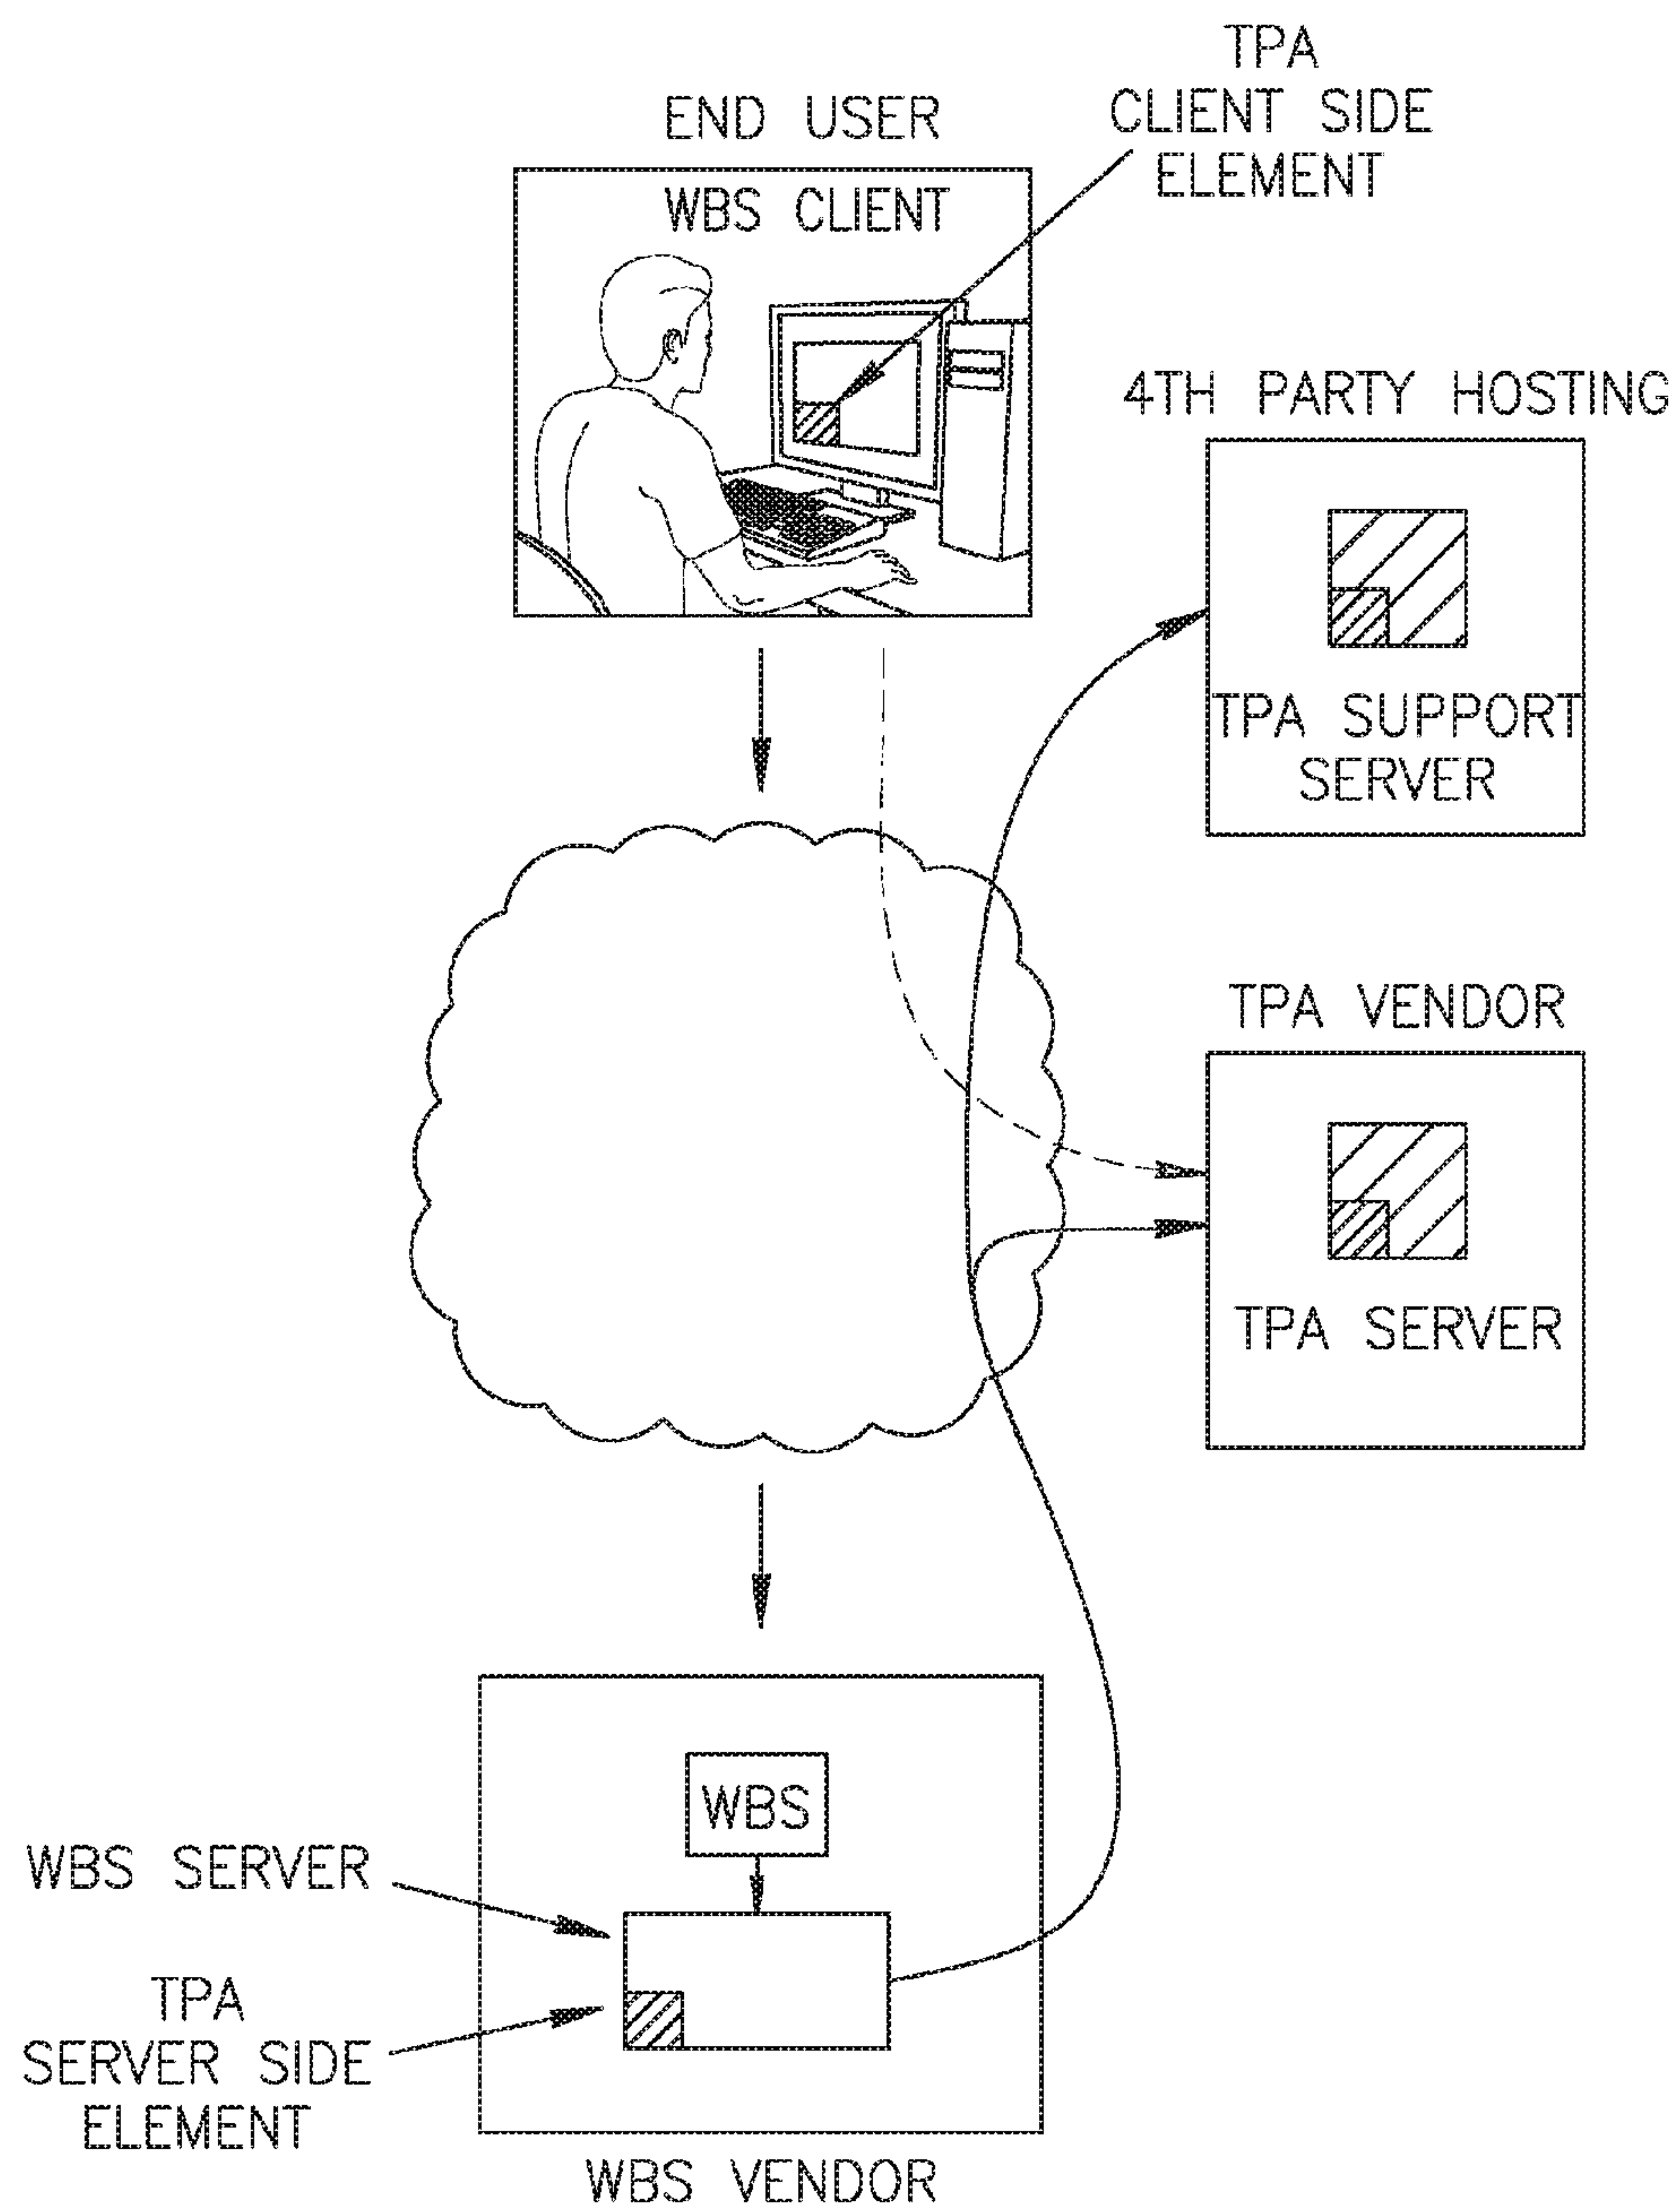 TPA
CLIENT SIDE
ELEMENT
END USER
WBS CLIENT
4TH PARTY HOSTING
TPA SUPPORT
SERVER
TPA VENDOR
TPA SERVER
WBS
WBS SERVER
TPA
SERVER SIDE
ELEMENT
WBS VENDOR